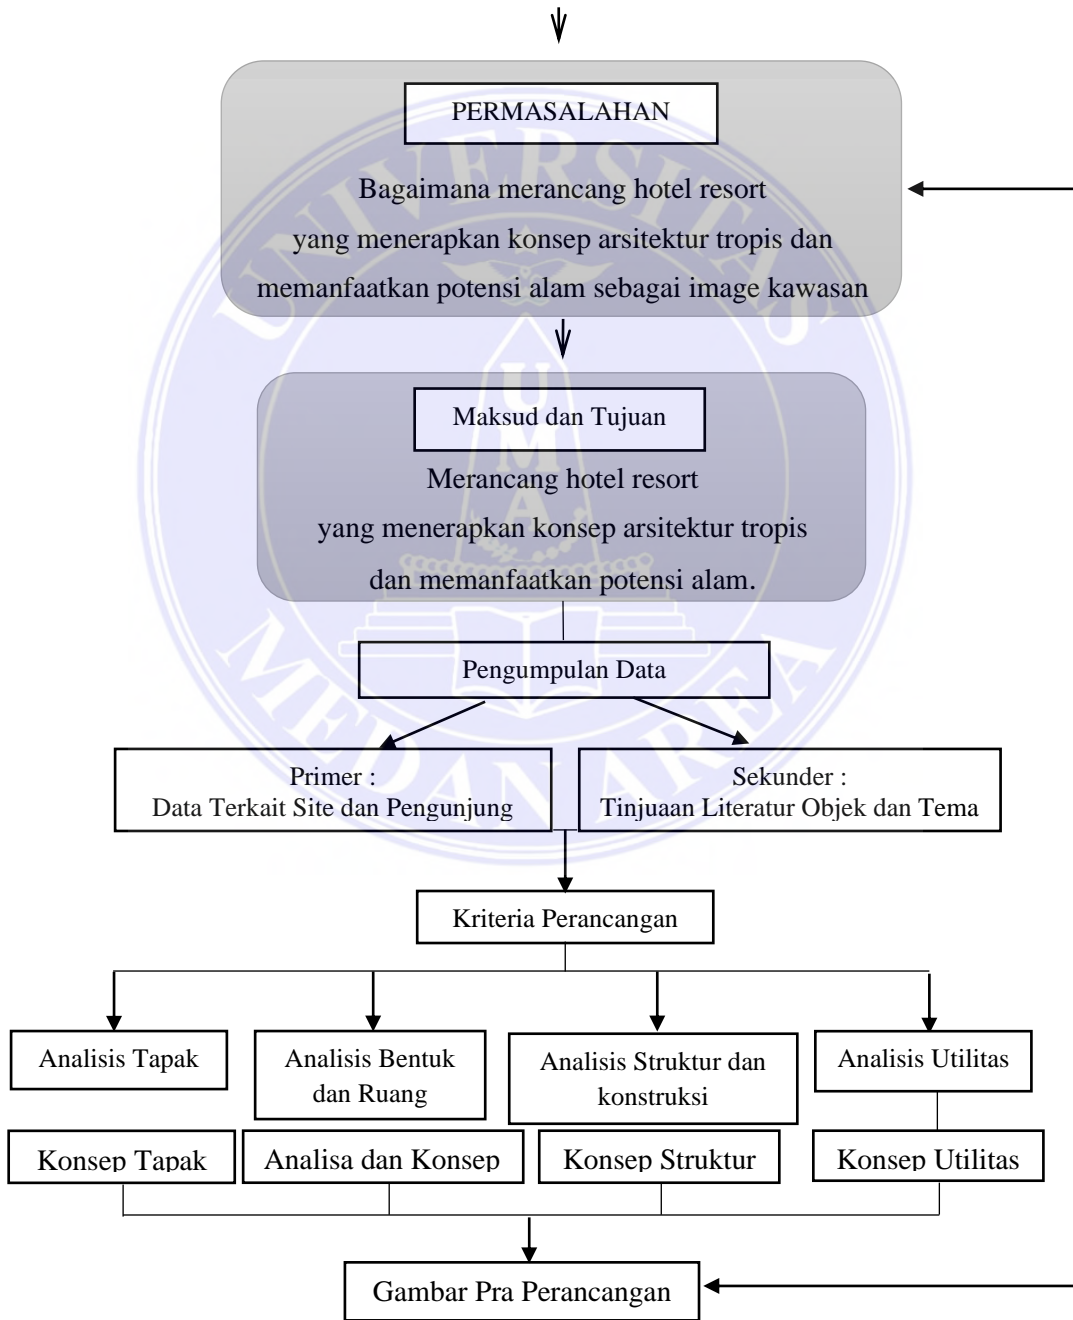 PERMASALAHAN
Bagaimana merancang hotel resort
yang menerapkan konsep arsitektur tropis dan
memanfaatkan potensi alam sebagai image kawasan
Maksud dan Tujuan
Merancang hotel resort
yang menerapkan konsep arsitektur tropis
dan memanfaatkan potensi alam.
Pengumpulan Data
Primer :
Data Terkait Site dan Pengunjung
Sekunder :
Tinjuaan Literatur Objek dan Tema
Kriteria Perancangan
Analisis Tapak
Analisis Bentuk
dan Ruang
Analisis Struktur dan
konstruksi
Analisis Utilitas
Konsep Tapak
Analisa dan Konsep
Konsep Struktur
Konsep Utilitas
Gambar Pra Perancangan
UNIVERSITAS
MEDAN AREA
U
M
A